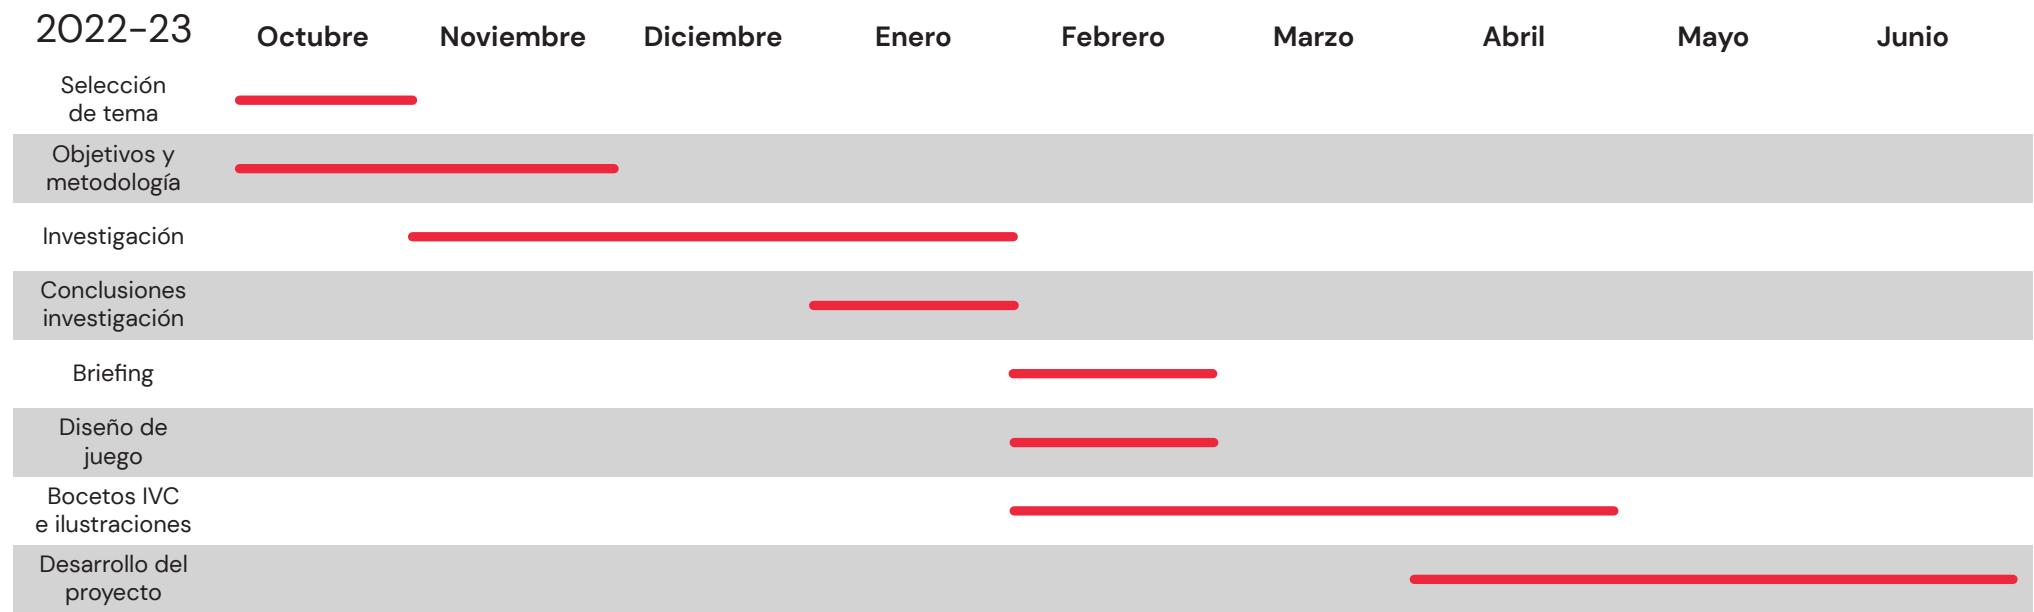 2022-23 Octubre Noviembre Diciembre Enero Febrero Marzo Abril Mayo Junio
Selección
de tema
Objetivos y
metodología
Investigación
Conclusiones
investigación
Briefing
Diseño de
juego
Bocetos IVC
e ilustraciones
Desarrollo del
proyecto